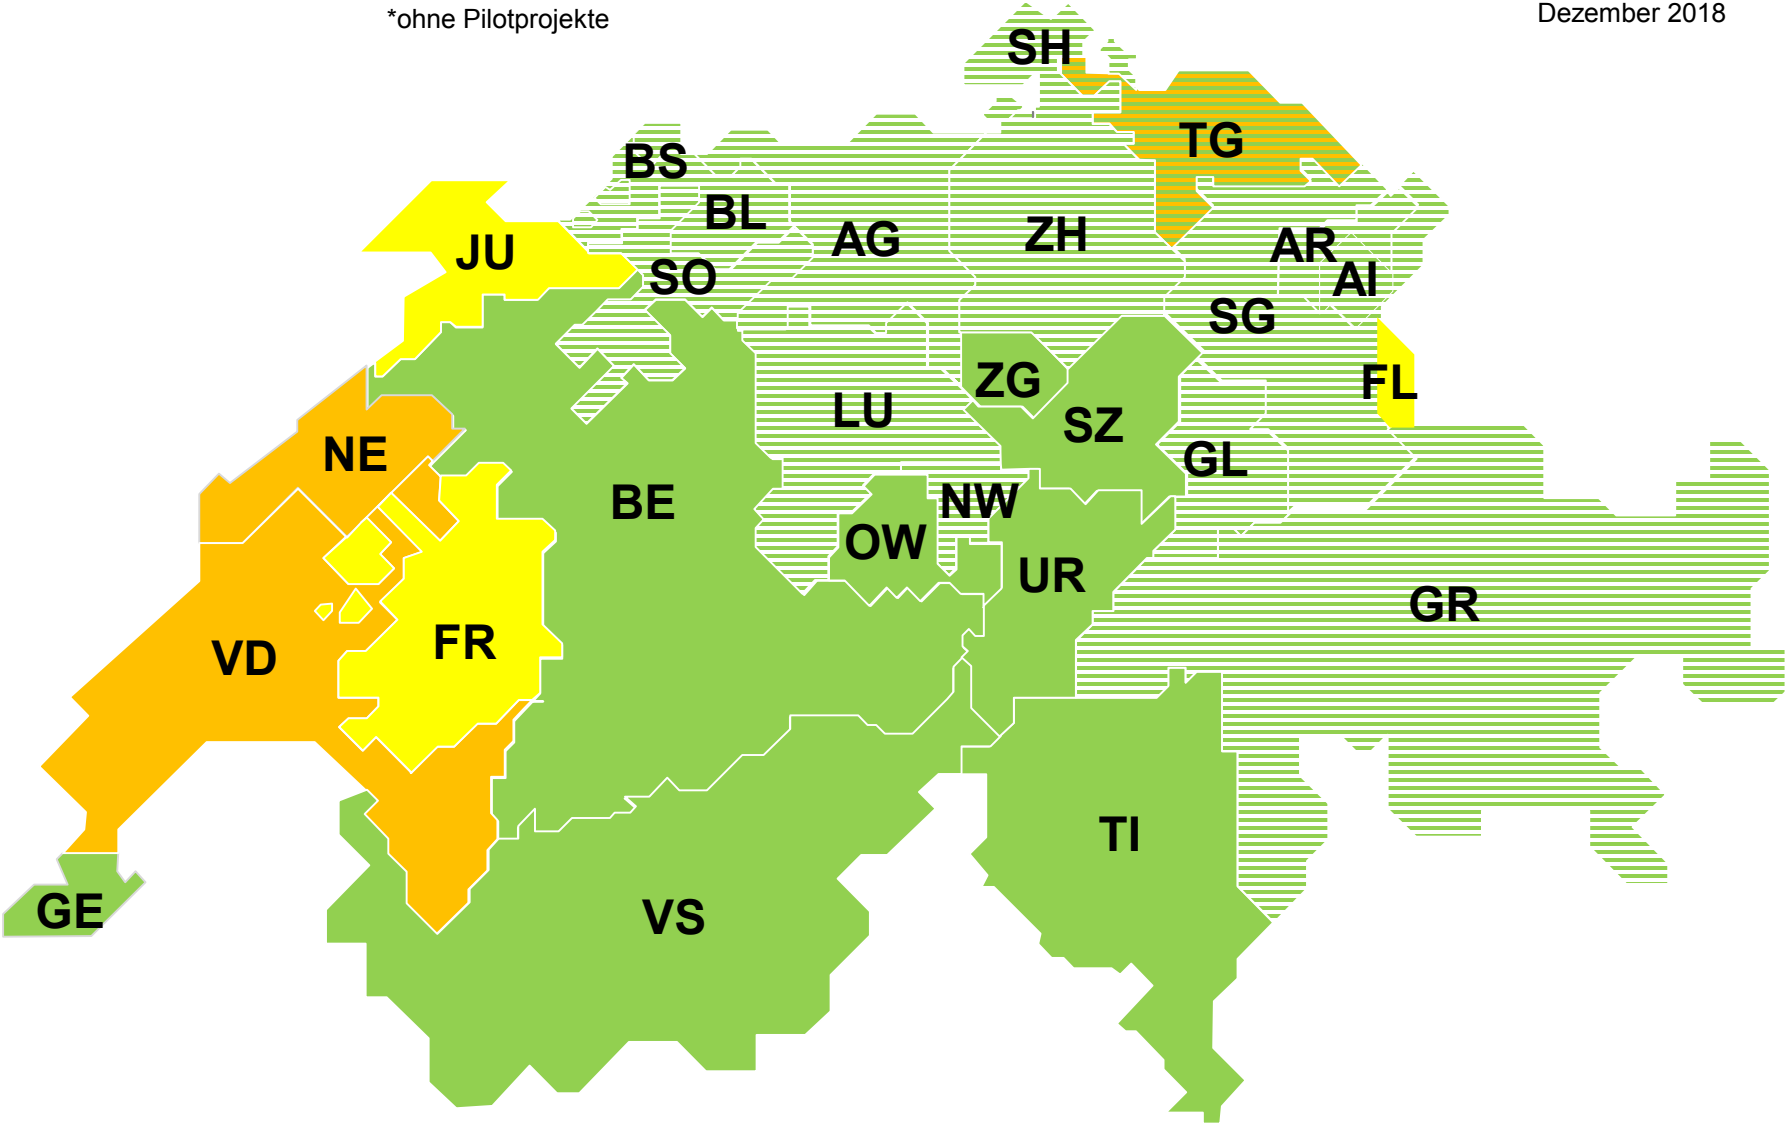 *ohne Pilotprojekte
Dezember 2018
SH
TG
BS
BL
AG
ZH
AR
AI
JU
SO
SG
ZG
FL
LU
SZ
NE
GL
BE
NW
OW
UR
GR
VD
FR
TI
GE
VS